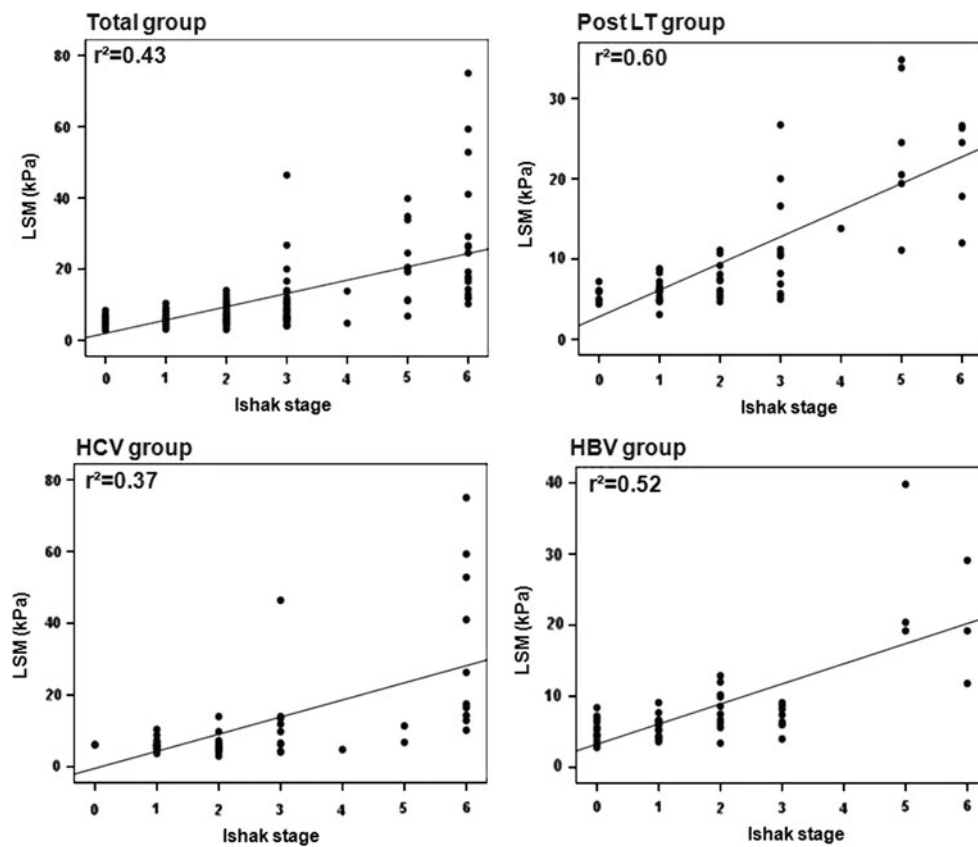 Total group
r²=0.43
80
60
40
20
0
LSM (kPa)
0 1 2 3 4 5 6
Ishak stage
Post LT group
r²=0.60
30
20
10
0
LSM (kPa)
0 1 2 3 4 5 6
Ishak stage
HCV group
r²=0.37
80
60
40
20
0
LSM (kPa)
0 1 2 3 4 5 6
Ishak stage
HBV group
r²=0.52
40
30
20
10
0
LSM (kPa)
0 1 2 3 4 5 6
Ishak stage